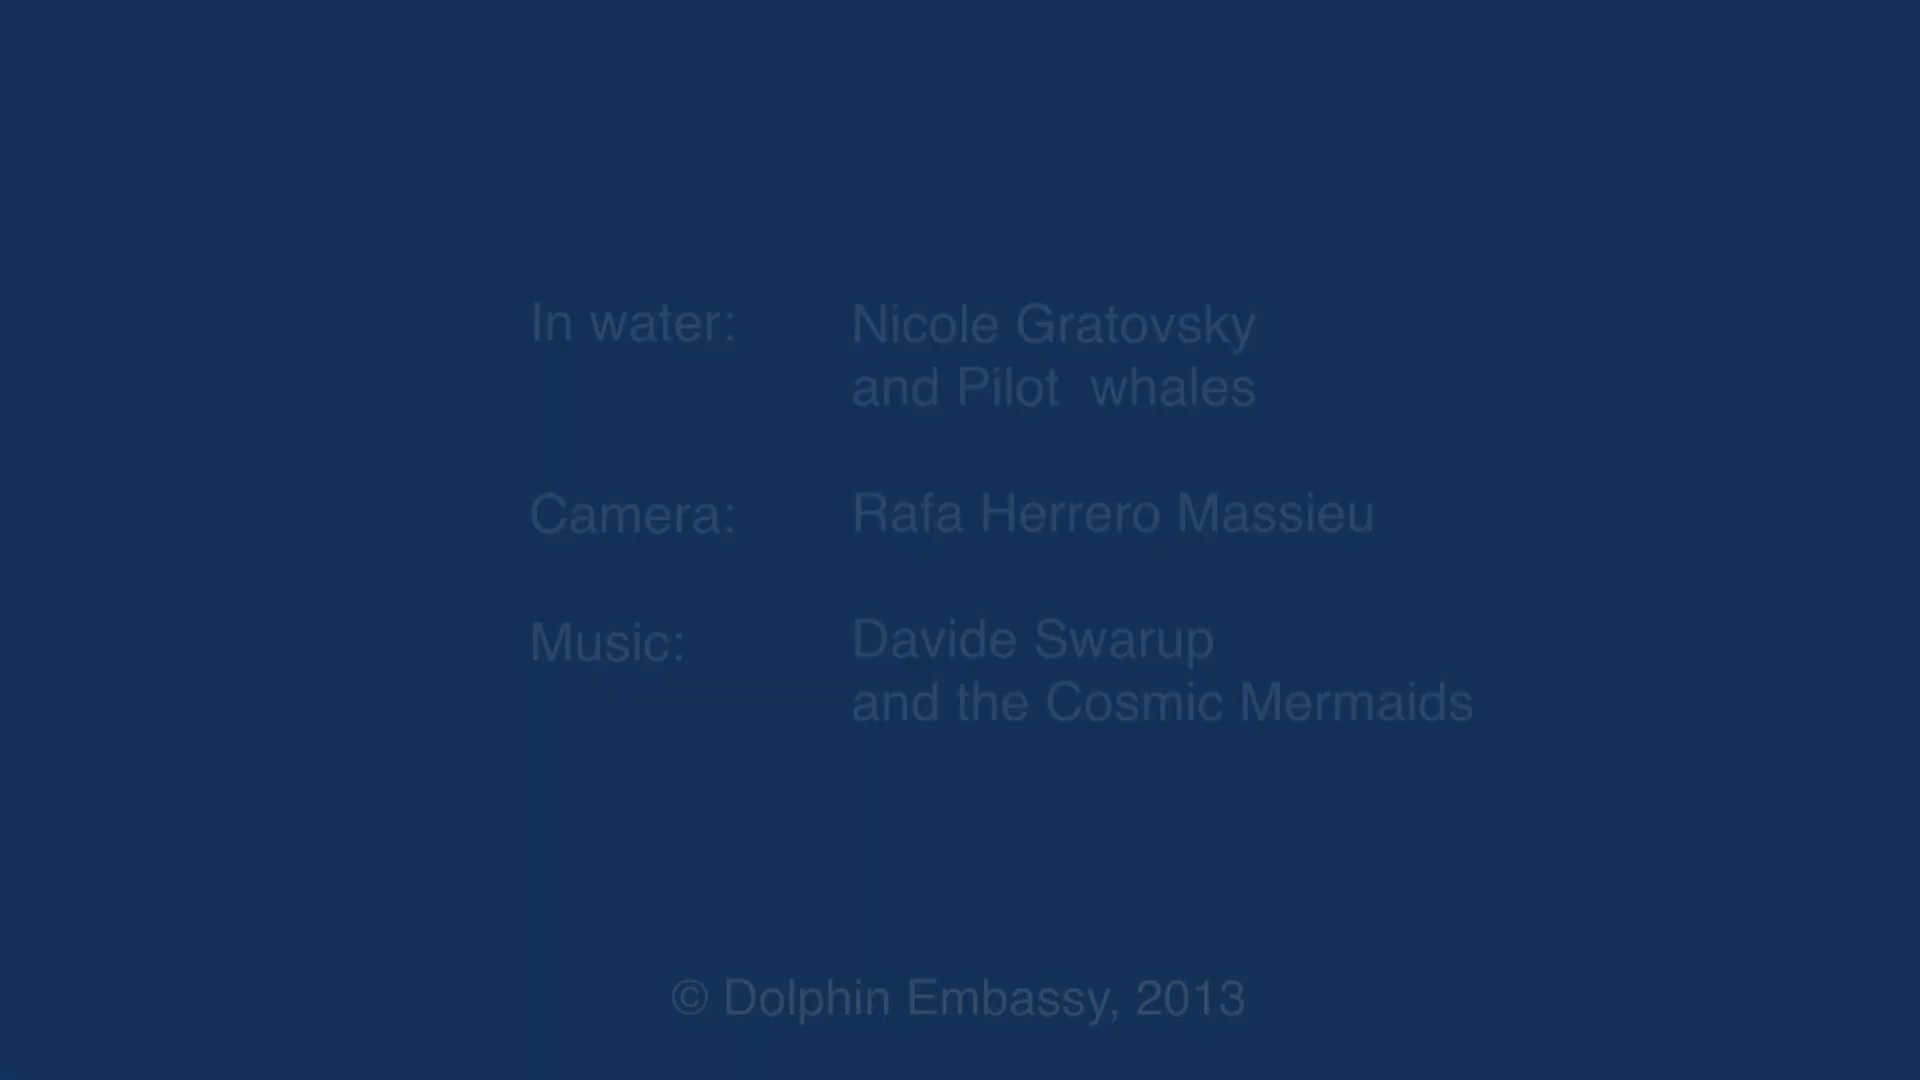 In water: Nicole Gratovsky
and Pilot  whales
Camera: Rafa Herrero Massieu
Music: Davide Swarup
and the Cosmic Mermaids
© Dolphin Embassy, 2013